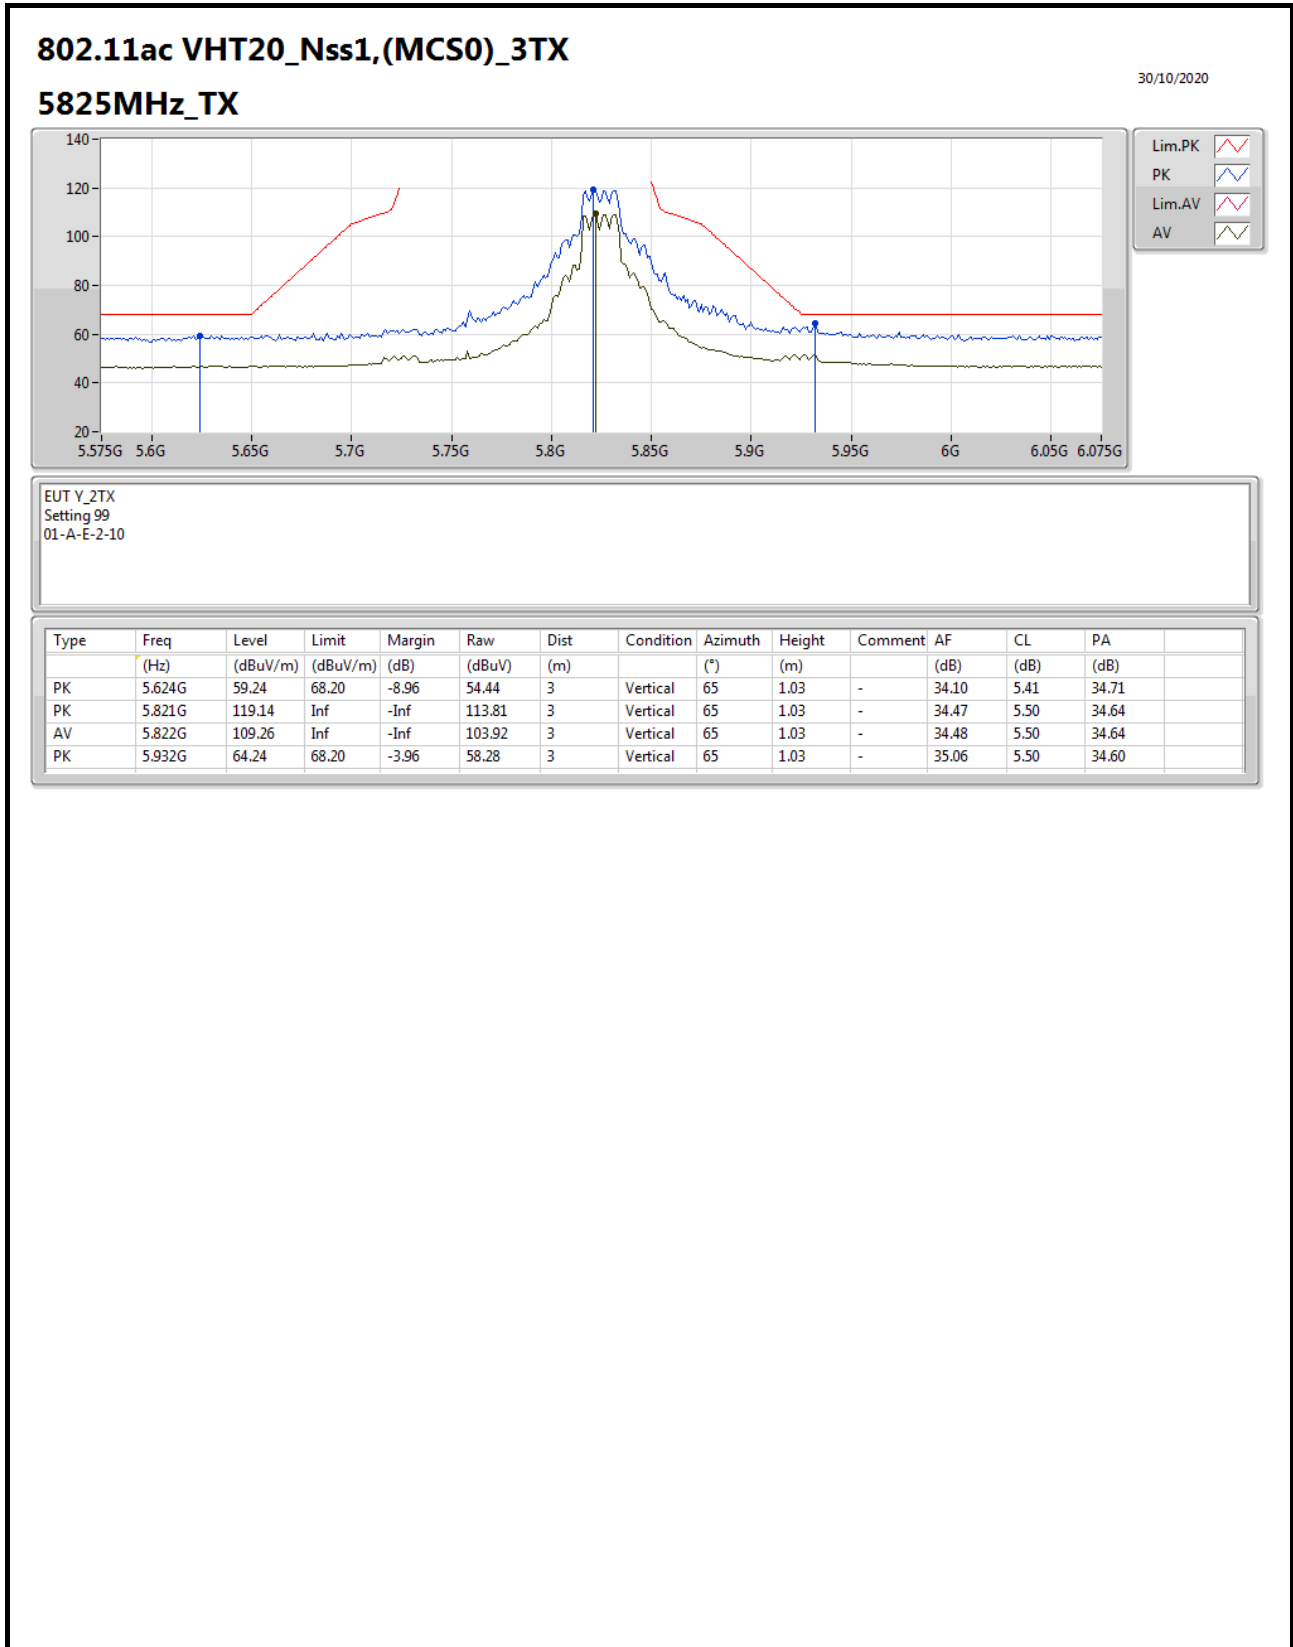 802.11ac VHT20_Nss1,(MCS0)_3TX
30/10/2020
5825MHz_TX
140
120
100
80
60
40
20
5.575G 5.6G 5.65G 5.7G 5.75G 5.8G 5.85G 5.9G 5.95G 6G 6.05G 6.075G
Lim.PK
PK
Lim.AV
AV
EUT Y_2TX
Setting 99
01-A-E-2-10
Type Freq Level Limit Margin Raw Dist Condition Azimuth Height Comment AF CL PA
(Hz) (dBuV/m) (dBuV/m) (dB) (dBuV) (m) (°) (m) (dB) (dB) (dB)
PK 5.624G 59.24 68.20 -8.96 54.44 3 Vertical 65 1.03 - 34.10 5.41 34.71
PK 5.821G 119.14 Inf -Inf 113.81 3 Vertical 65 1.03 - 34.47 5.50 34.64
AV 5.822G 109.26 Inf -Inf 103.92 3 Vertical 65 1.03 - 34.48 5.50 34.64
PK 5.932G 64.24 68.20 -3.96 58.28 3 Vertical 65 1.03 - 35.06 5.50 34.60